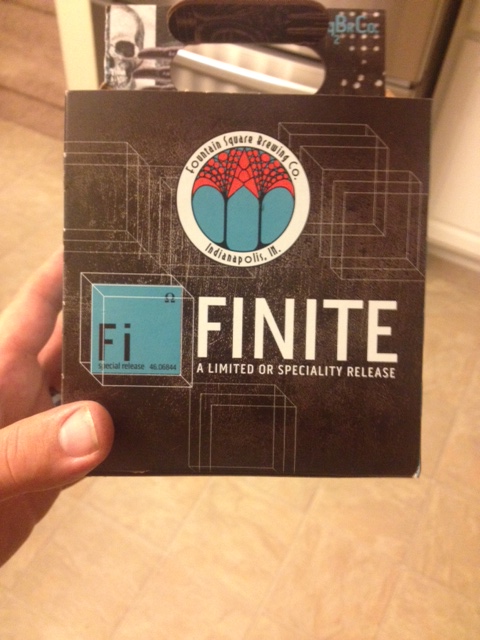 Fountain Square Brewing Co.
Indianapolis, IN.
Ω
Fi
special release 46.06844
FINITE
A LIMITED OR SPECIALITY RELEASE